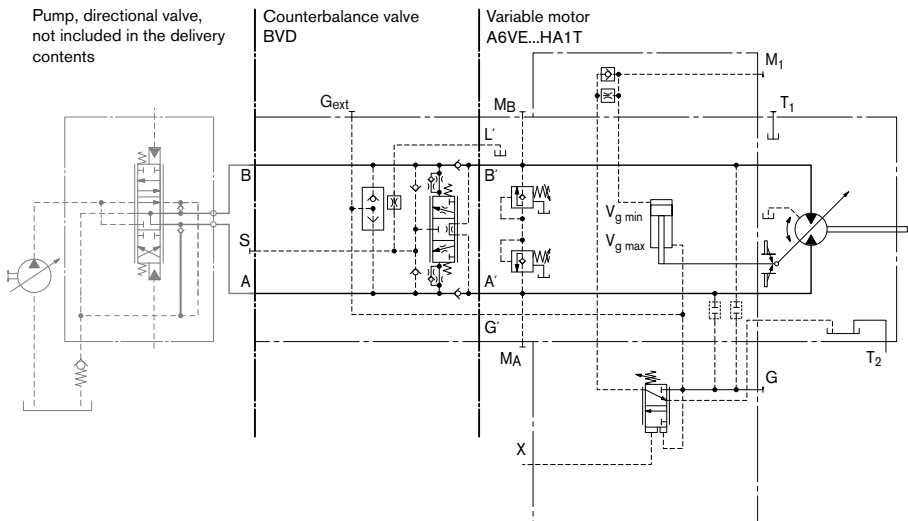 Pump, directional valve,
not included in the delivery
contents
Counterbalance valve
BVD
Variable motor
A6VE...HA1T
M1
Gext
MB
T1
L′
B
B′
S
Vg min
Vg max
A
A′
G′
MA
T2
G
X